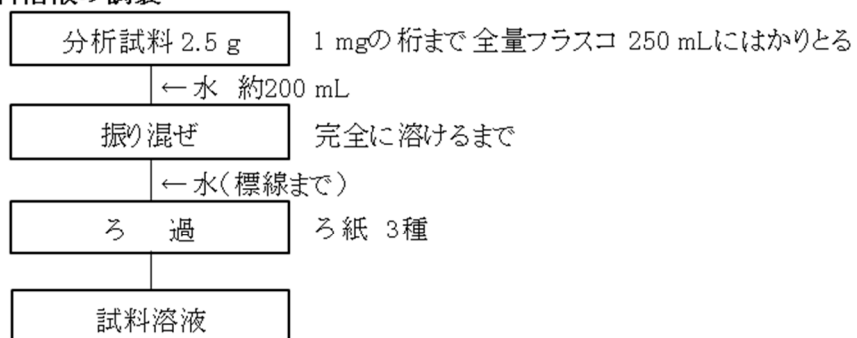 分析試料 2.5 g 1 mgの桁まで全量フラスコ 250 mLにはかりとる
←水 約200 mL
振り混ぜ 完全に溶けるまで
←水(標線まで)
ろ 過 ろ紙 3種
試料溶液